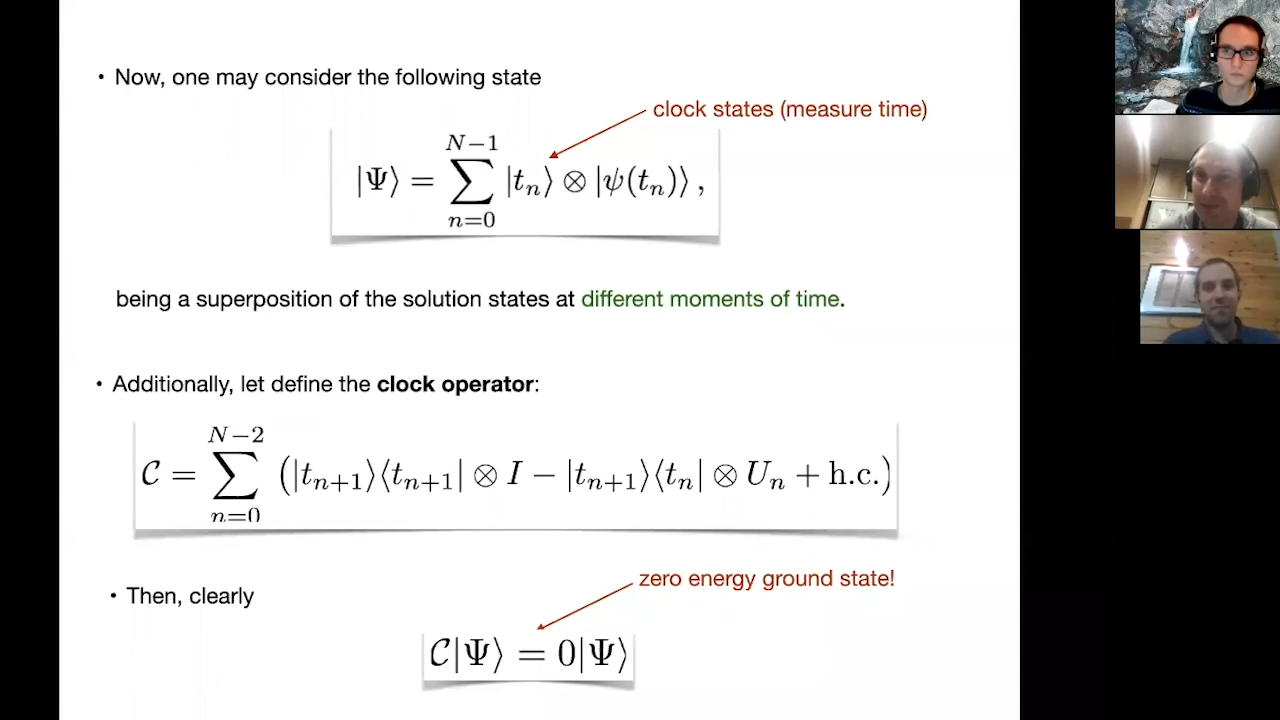 • Now, one may consider the following state
clock states (measure time)
|Ψ⟩ = ∑_{n=0}^{N−1} |t_n⟩ ⊗ |ψ(t_n)⟩ ,
being a superposition of the solution states at different moments of time.
• Additionally, let define the clock operator:
𝒞 = ∑_{n=0}^{N−2} (|t_{n+1}⟩⟨t_{n+1}| ⊗ I − |t_{n+1}⟩⟨t_n| ⊗ U_n + h.c.)
zero energy ground state!
• Then, clearly
𝒞|Ψ⟩ = 0|Ψ⟩